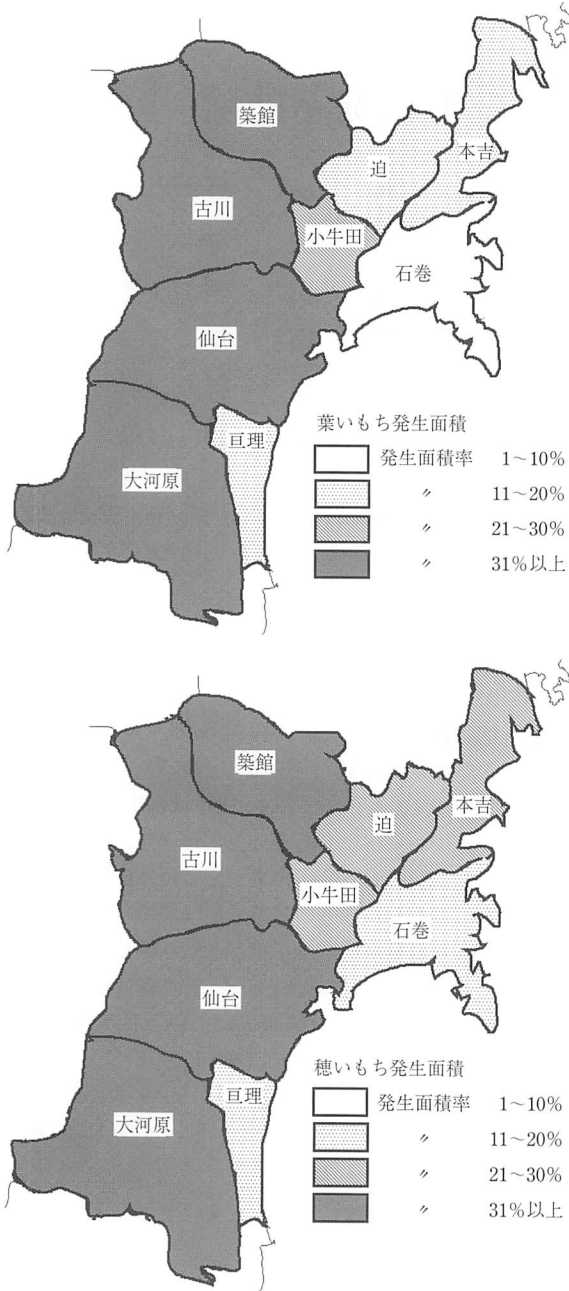 築館
本吉
迫
古川
小牛田
石巻
仙台
亘理
大河原
葉いもち発生面積
発生面積率 1～10%
〃 11～20%
〃 21～30%
〃 31%以上
築館
本吉
迫
古川
小牛田
石巻
仙台
亘理
大河原
穂いもち発生面積
発生面積率 1～10%
〃 11～20%
〃 21～30%
〃 31%以上